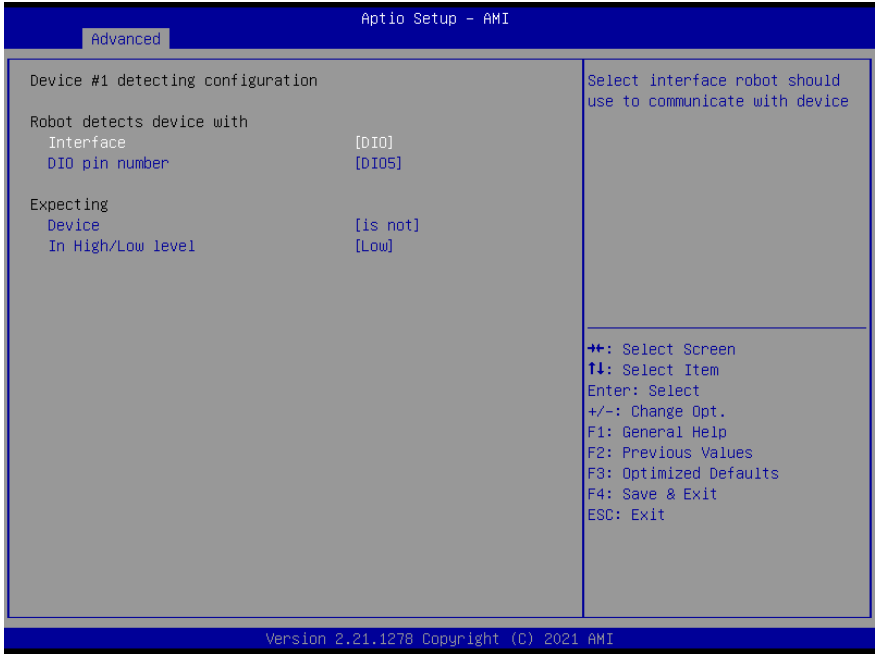 Aptio Setup – AMI
Advanced
Device #1 detecting configuration
Robot detects device with
Interface [DIO]
DIO pin number [DIO5]
Expecting
Device [is not]
In High/Low level [Low]
Select interface robot should
use to communicate with device
→←: Select Screen
↑↓: Select Item
Enter: Select
+/-: Change Opt.
F1: General Help
F2: Previous Values
F3: Optimized Defaults
F4: Save & Exit
ESC: Exit
Version 2.21.1278 Copyright (C) 2021 AMI